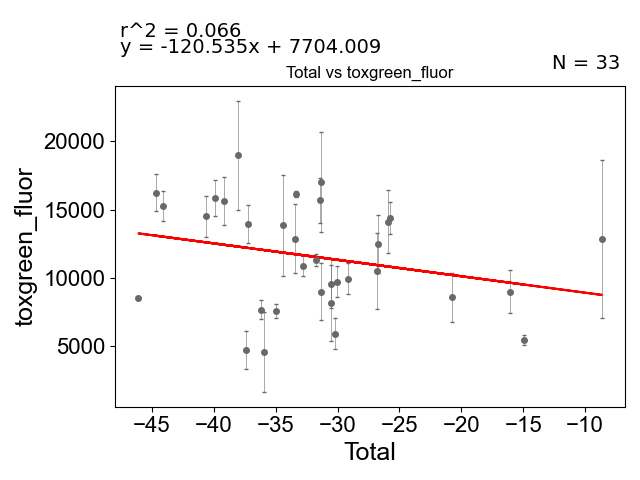 r^2 = 0.066
y = -120.535x + 7704.009
N = 33
Total vs toxgreen_fluor
20000
15000
10000
5000
toxgreen_fluor
−45
−40
−35
−30
−25
−20
−15
−10
Total